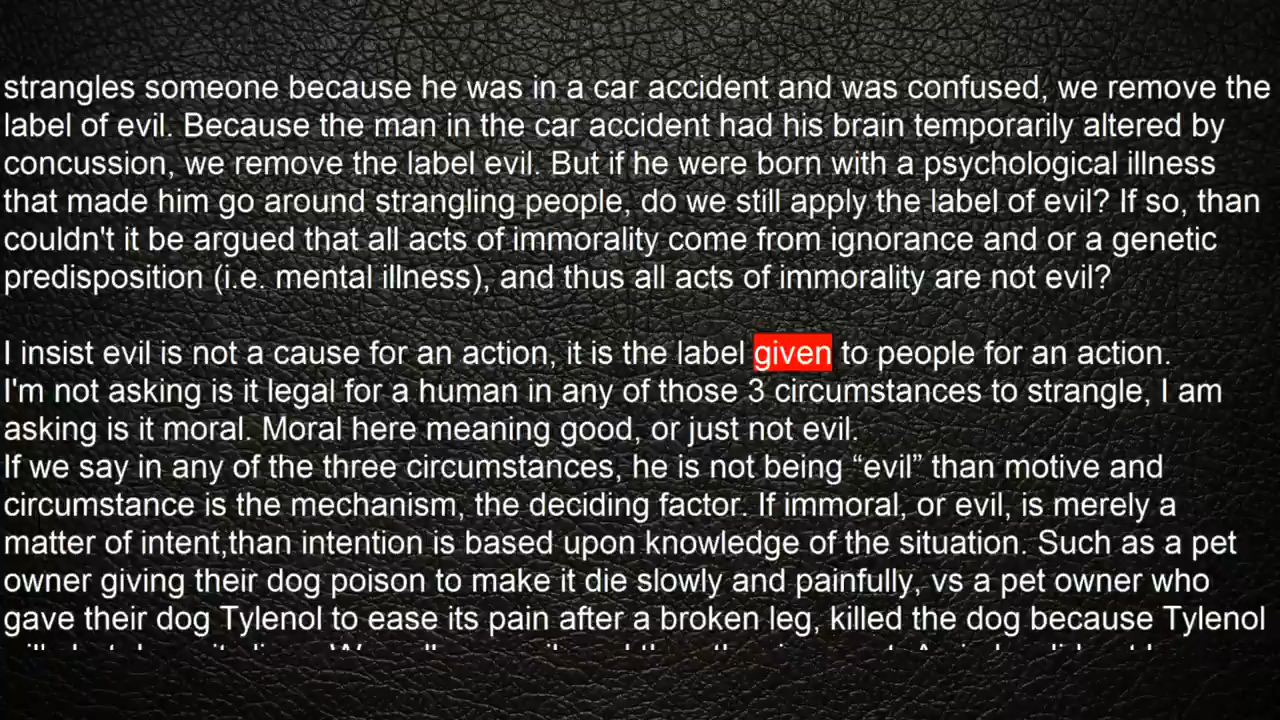 strangles someone because he was in a car accident and was confused, we remove the
label of evil. Because the man in the car accident had his brain temporarily altered by
concussion, we remove the label evil. But if he were born with a psychological illness
that made him go around strangling people, do we still apply the label of evil? If so, than
couldn't it be argued that all acts of immorality come from ignorance and or a genetic
predisposition (i.e. mental illness), and thus all acts of immorality are not evil?
I insist evil is not a cause for an action, it is the label given to people for an action.
I'm not asking is it legal for a human in any of those 3 circumstances to strangle, I am
asking is it moral. Moral here meaning good, or just not evil.
If we say in any of the three circumstances, he is not being “evil” than motive and
circumstance is the mechanism, the deciding factor. If immoral, or evil, is merely a
matter of intent,than intention is based upon knowledge of the situation. Such as a pet
owner giving their dog poison to make it die slowly and painfully, vs a pet owner who
gave their dog Tylenol to ease its pain after a broken leg, killed the dog because Tylenol